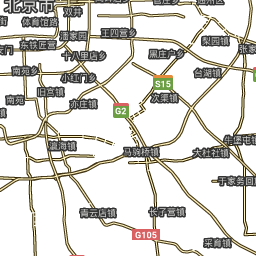 北京市
双井
王四营乡
梨园镇
张家
体育馆路
潘家园
东铁匠营
十八里店乡
黑庄户乡
台湖镇
南苑乡
小红门乡
S15
南苑
旧宫镇
亦庄镇
次渠镇
G2
瀛海镇
马驹桥镇
大杜社镇
牛堡屯镇
于家务回
青云店镇
长子营镇
G105
采育镇